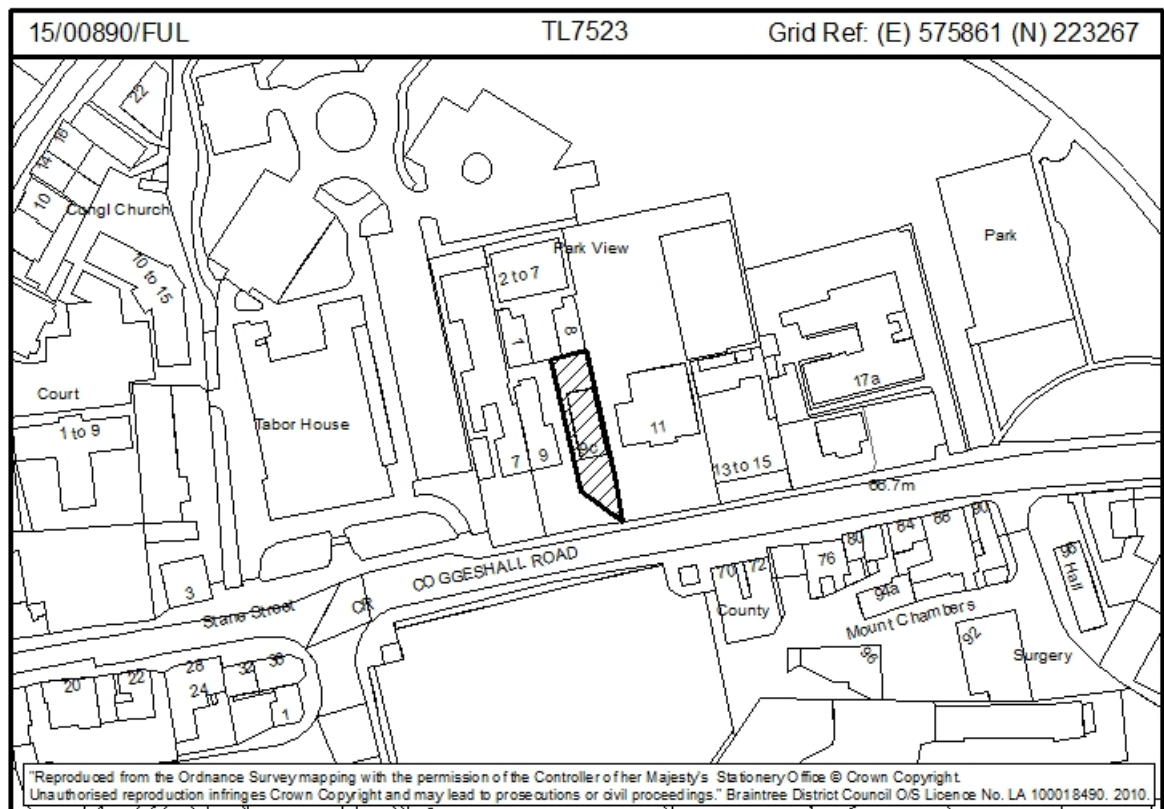 15/00890/FUL TL7523 Grid Ref: (E) 575861 (N) 223267
22
16
14
10
Congl Church
10 to 15
Park View
Park
2 to 7
1
8
Court
1 to 9
Tabor House
17a
11
9c
7 9
13 to 15
66.7m
COGGESHALL ROAD
3
Stane Street
CR
70 72
76
80
84
88
90
County
94a
Mount Chambers
96
92
Surgery
Hall
20
22
28
24
32
1
"Reproduced from the Ordnance Survey mapping with the permission of the Controller of her Majesty's Stationery Office © Crown Copyright.
Unauthorised reproduction infringes Crown Copyright and may lead to prosecutions or civil proceedings." Braintree District Council O/S Licence No. LA 100018490. 2010.